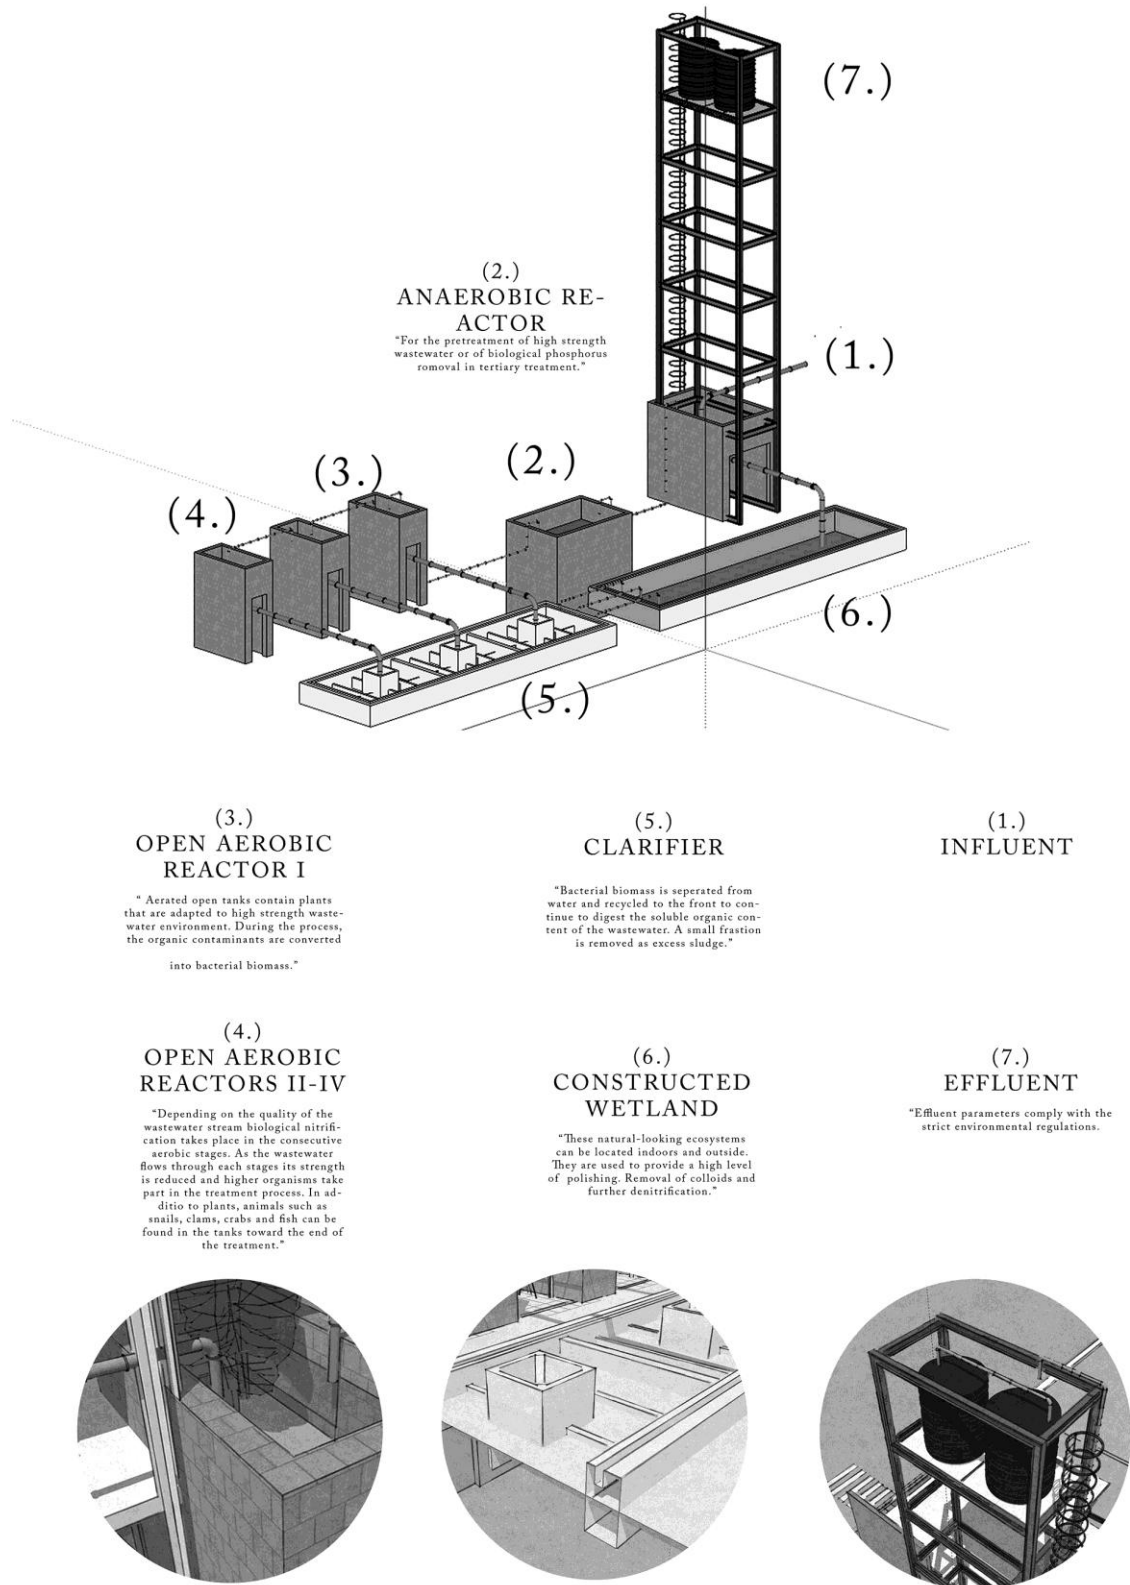 (7.)
(2.)
ANAEROBIC RE-
ACTOR
“For the pretreatment of high strength
wastewater or of biological phosphorus
romoval in tertiary treatment.”
(1.)
(3.)
(2.)
(4.)
(6.)
(5.)
(3.)
OPEN AEROBIC
REACTOR I
“ Aerated open tanks contain plants
that are adapted to high strength waste-
water environment. During the process,
the organic contaminants are converted
into bacterial biomass.”
(5.)
CLARIFIER
“Bacterial biomass is seperated from
water and recycled to the front to con-
tinue to digest the soluble organic con-
tent of the wastewater. A small frastion
is removed as excess sludge.”
(1.)
INFLUENT
(4.)
OPEN AEROBIC
REACTORS II-IV
“Depending on the quality of the
wastewater stream biological nitrifi-
cation takes place in the consecutive
aerobic stages. As the wastewater
flows through each stages its strength
is reduced and higher organisms take
part in the treatment process. In ad-
ditio to plants, animals such as
snails, clams, crabs and fish can be
found in the tanks toward the end of
the treatment.”
(6.)
CONSTRUCTED
WETLAND
“These natural-looking ecosystems
can be located indoors and outside.
They are used to provide a high level
of polishing. Removal of colloids and
further denitrification.”
(7.)
EFFLUENT
“Effluent parameters comply with the
strict environmental regulations.